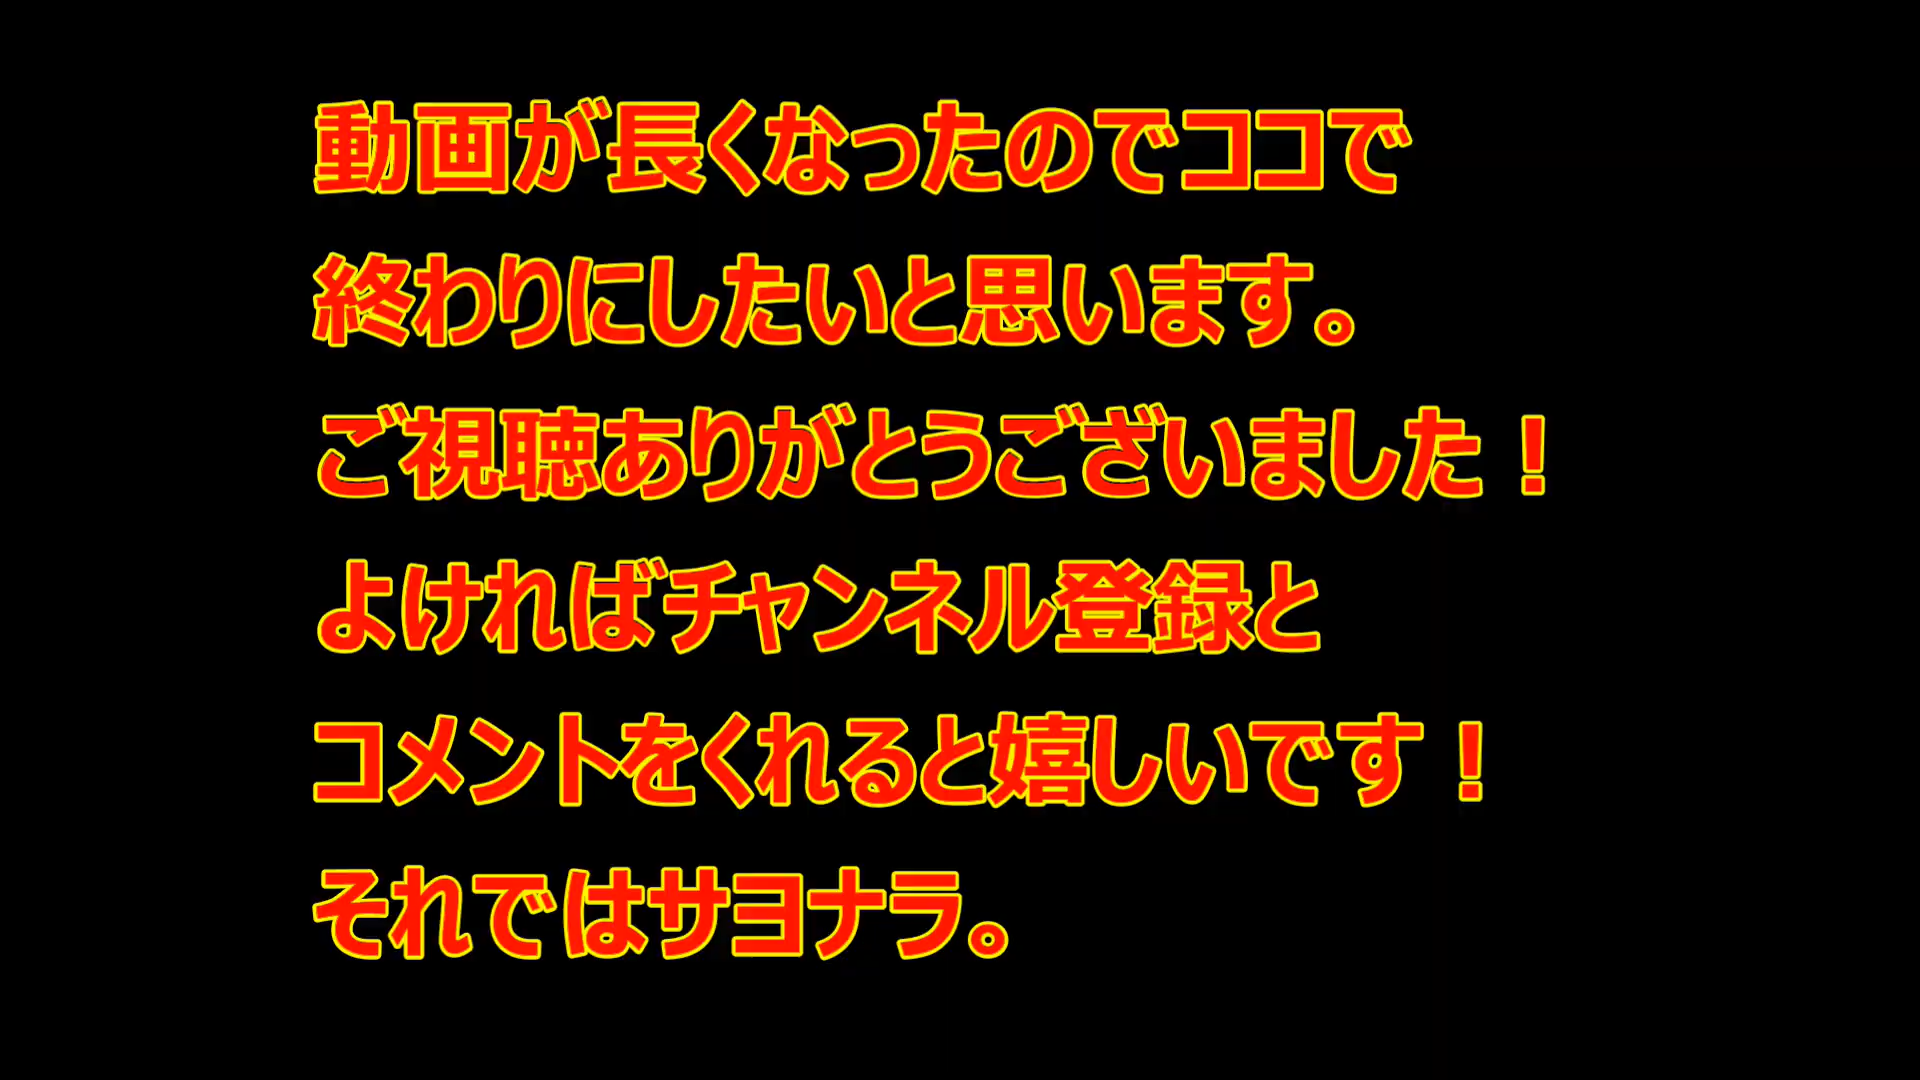 動画が長くなったのでココで
終わりにしたいと思います。
ご視聴ありがとうございました！
よければチャンネル登録と
コメントをくれると嬉しいです！
それではサヨナラ。